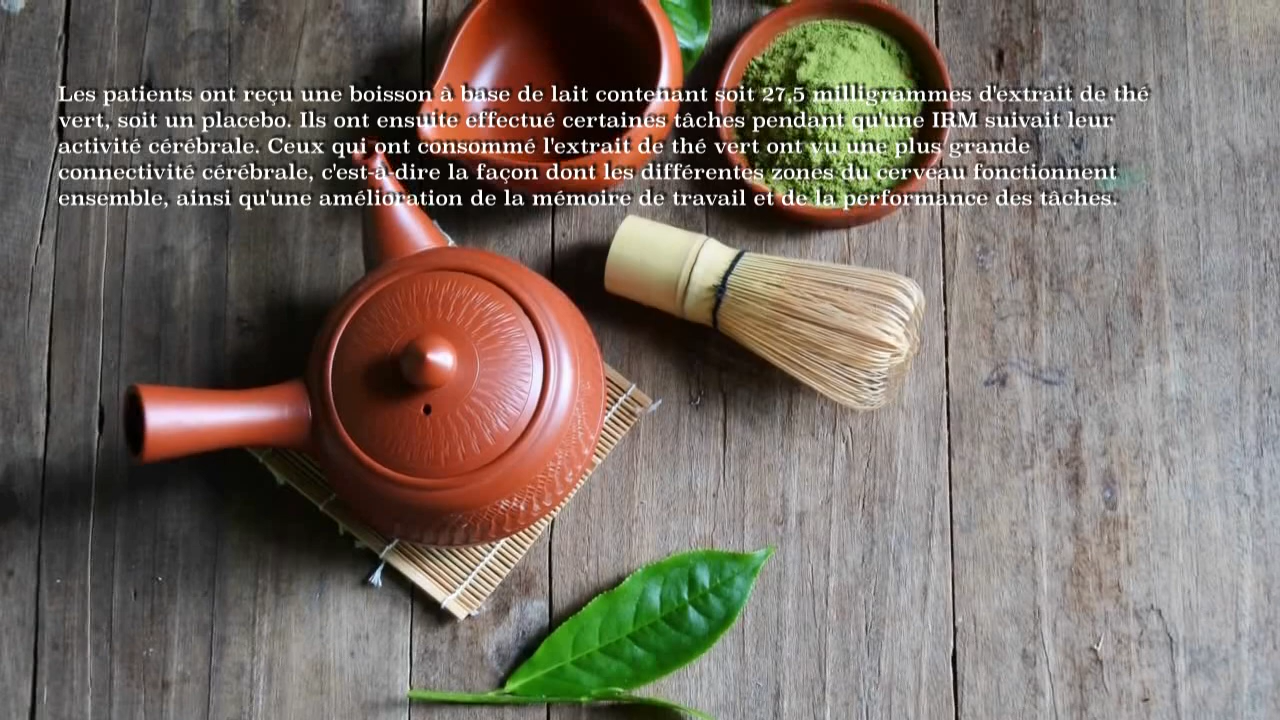 Les patients ont reçu une boisson à base de lait contenant soit 27,5 milligrammes d'extrait de thé
vert, soit un placebo. Ils ont ensuite effectué certaines tâches pendant qu'une IRM suivait leur
activité cérébrale. Ceux qui ont consommé l'extrait de thé vert ont vu une plus grande
connectivité cérébrale, c'est-à-dire la façon dont les différentes zones du cerveau fonctionnent
ensemble, ainsi qu'une amélioration de la mémoire de travail et de la performance des tâches.